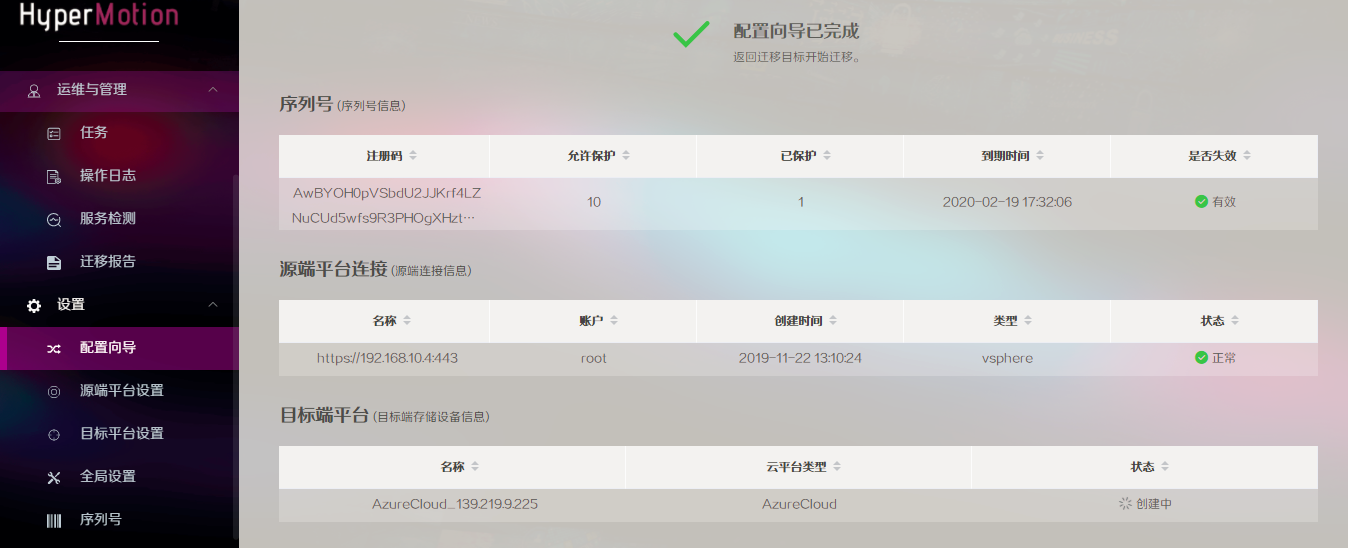 HyperMotion
运维与管理
任务
操作日志
服务检测
迁移报告
设置
配置向导
源端平台设置
目标平台设置
全局设置
序列号
配置向导已完成
返回迁移目标开始迁移。
序列号 (序列号信息)
注册码 允许保护 已保护 到期时间 是否失效
AwBYOH0pVSbdU2JJKrf4LZ
NuCUd5wfs9R3PHOgXHzt⋯ 10 1 2020-02-19 17:32:06 有效
源端平台连接 (源端连接信息)
名称 账户 创建时间 类型 状态
https://192.168.10.4:443 root 2019-11-22 13:10:24 vsphere 正常
目标端平台 (目标端存储设备信息)
名称 云平台类型 状态
AzureCloud_139.219.9.225 AzureCloud 创建中